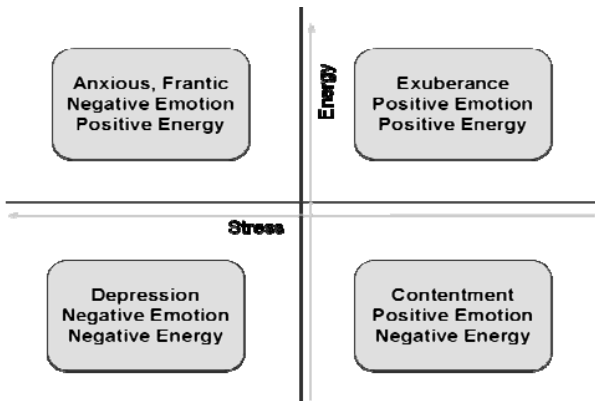 Anxious, Frantic
Negative Emotion
Positive Energy
Energy
Exuberance
Positive Emotion
Positive Energy
Stress
Depression
Negative Emotion
Negative Energy
Contentment
Positive Emotion
Negative Energy